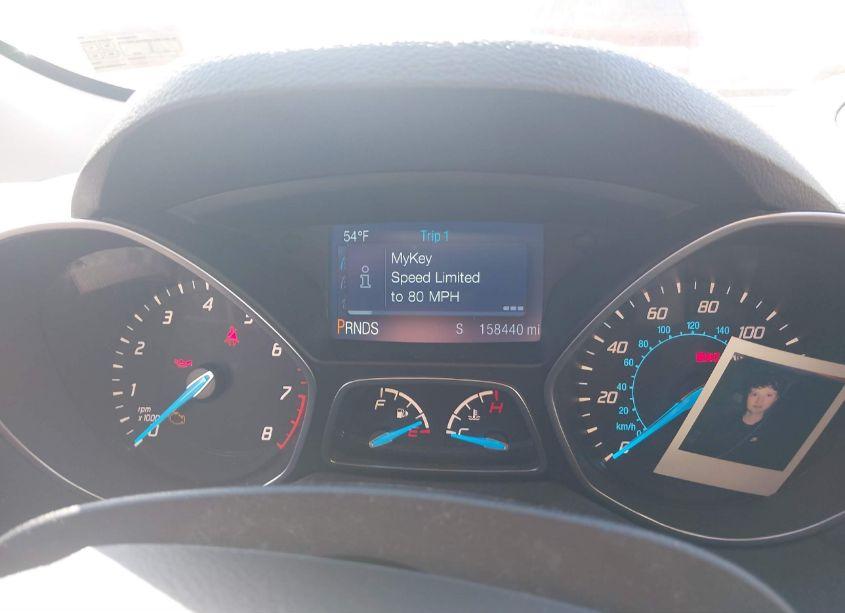 54°F Trip 1
MyKey
Speed Limited
to 80 MPH
PRNDS S 158440 mi
0 1 2 3 4 5 6 7 8
rpm
x1000
F E
H C
0 20 40 60 80 100
0 20 40 60 80 100 120 140
km/h